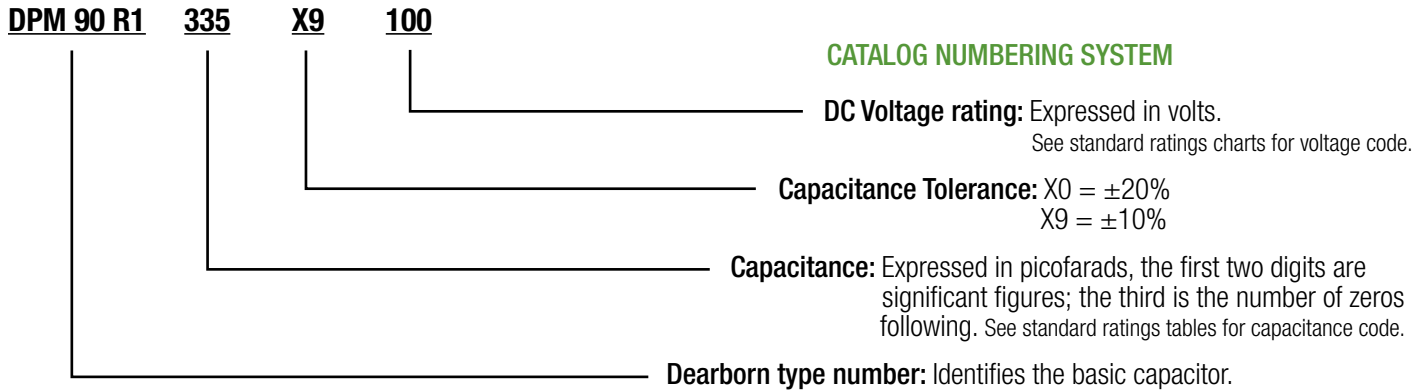 DPM 90 R1 335 X9 100
CATALOG NUMBERING SYSTEM
DC Voltage rating: Expressed in volts.
See standard ratings charts for voltage code.
Capacitance Tolerance: X0 = ±20%
X9 = ±10%
Capacitance: Expressed in picofarads, the first two digits are
significant figures; the third is the number of zeros
following. See standard ratings tables for capacitance code.
Dearborn type number: Identifies the basic capacitor.